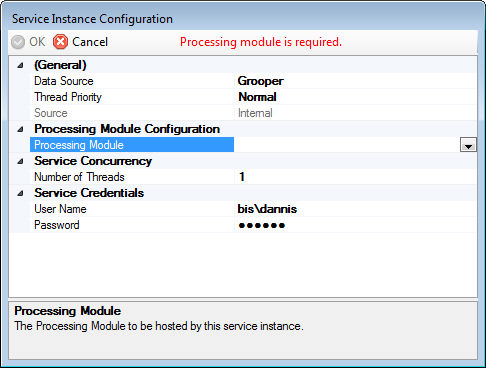 Service Instance Configuration
OK Cancel Processing module is required.
(General)
Data Source Grooper
Thread Priority Normal
Source Internal
Processing Module Configuration
Processing Module
Service Concurrency
Number of Threads 1
Service Credentials
User Name bis\dannis
Password ●●●●●●
Processing Module
The Processing Module to be hosted by this service instance.